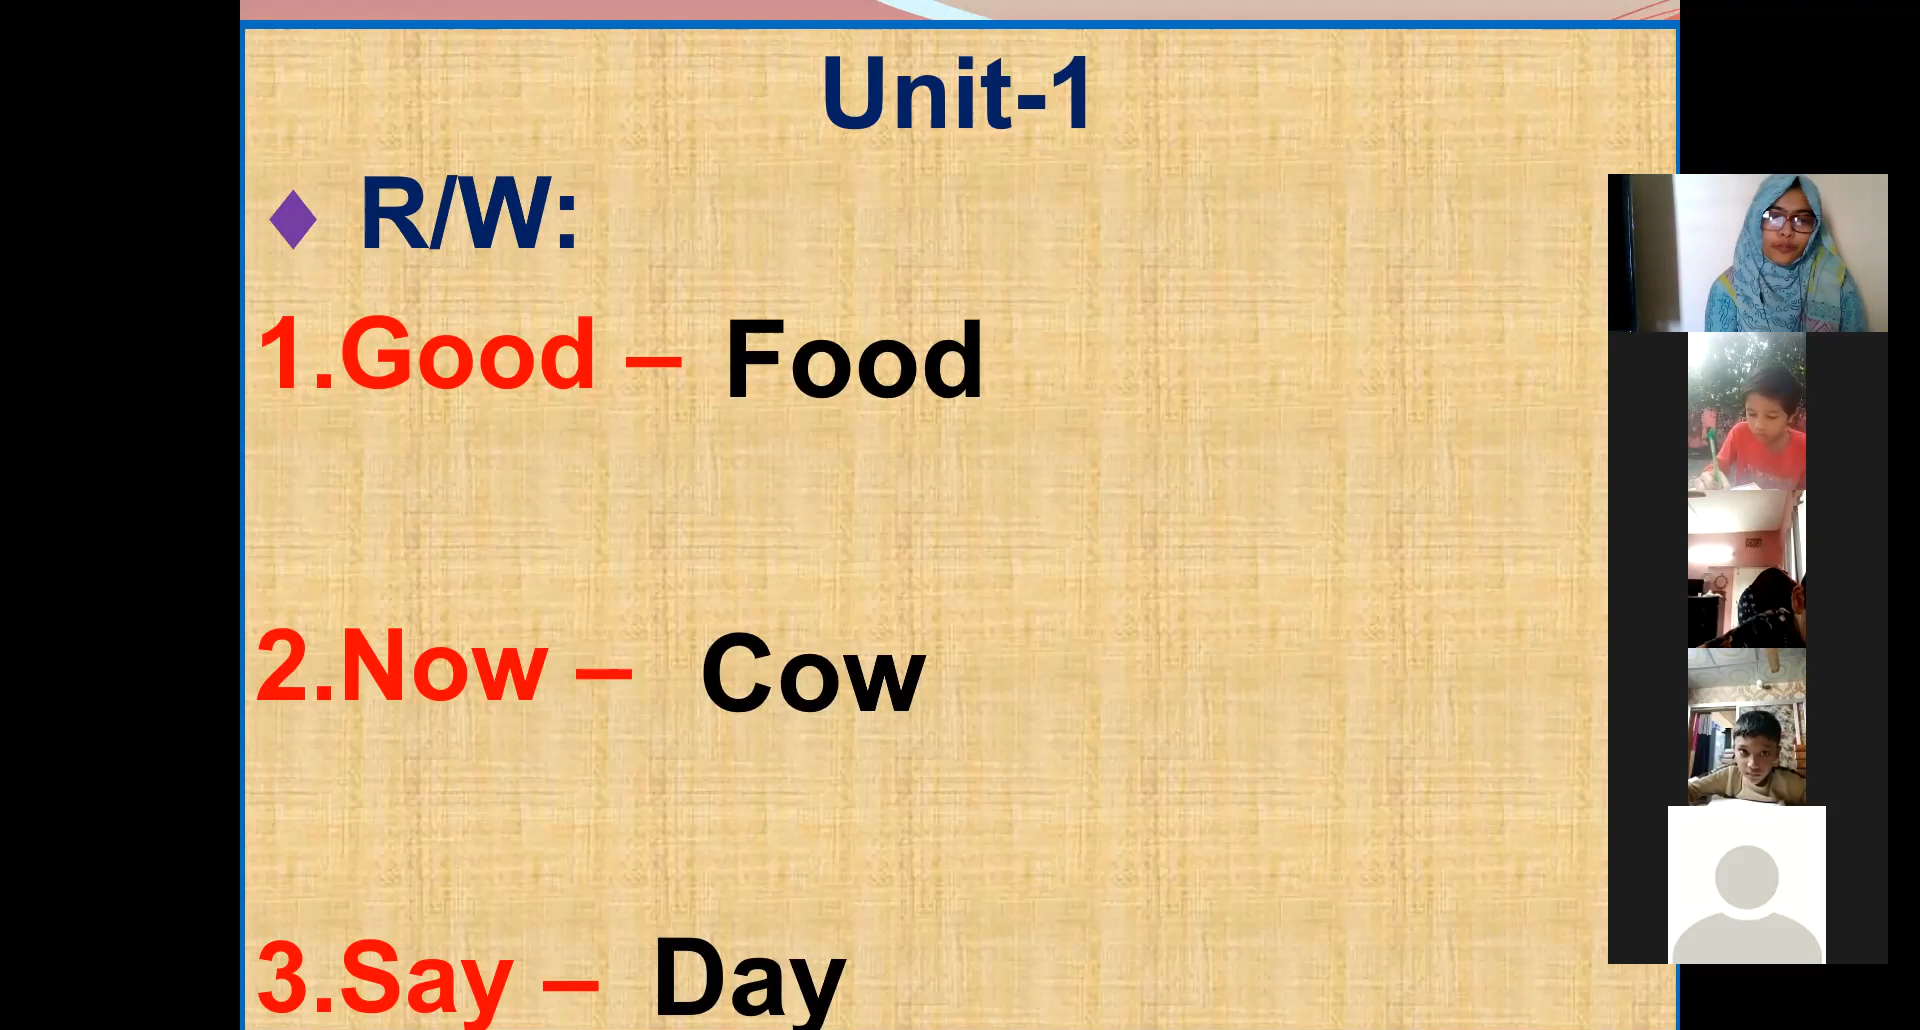 Unit-1
R/W:
1.Good – Food
2.Now – Cow
3.Say – Day